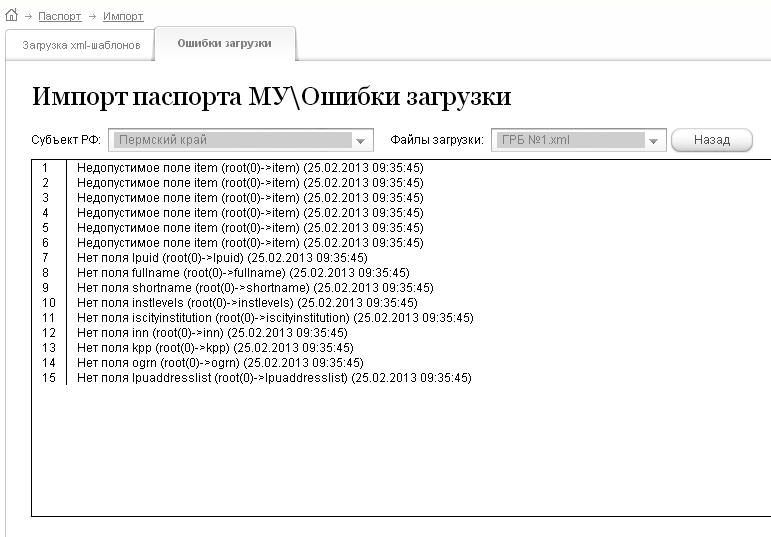 Паспорт Импорт
Загрузка xml-шаблонов Ошибки загрузки
Импорт паспорта МУ\Ошибки загрузки
Субъект РФ: Пермский край Файлы загрузки: ГРБ №1.xml Назад
1 Недопустимое поле item (root(0)->item) (25.02.2013 09:35:45)
2 Недопустимое поле item (root(0)->item) (25.02.2013 09:35:45)
3 Недопустимое поле item (root(0)->item) (25.02.2013 09:35:45)
4 Недопустимое поле item (root(0)->item) (25.02.2013 09:35:45)
5 Недопустимое поле item (root(0)->item) (25.02.2013 09:35:45)
6 Недопустимое поле item (root(0)->item) (25.02.2013 09:35:45)
7 Нет поля lpuid (root(0)->lpuid) (25.02.2013 09:35:45)
8 Нет поля fullname (root(0)->fullname) (25.02.2013 09:35:45)
9 Нет поля shortname (root(0)->shortname) (25.02.2013 09:35:45)
10 Нет поля instlevels (root(0)->instlevels) (25.02.2013 09:35:45)
11 Нет поля iscityinstitution (root(0)->iscityinstitution) (25.02.2013 09:35:45)
12 Нет поля inn (root(0)->inn) (25.02.2013 09:35:45)
13 Нет поля kpp (root(0)->kpp) (25.02.2013 09:35:45)
14 Нет поля ogrn (root(0)->ogrn) (25.02.2013 09:35:45)
15 Нет поля lpuaddresslist (root(0)->lpuaddresslist) (25.02.2013 09:35:45)